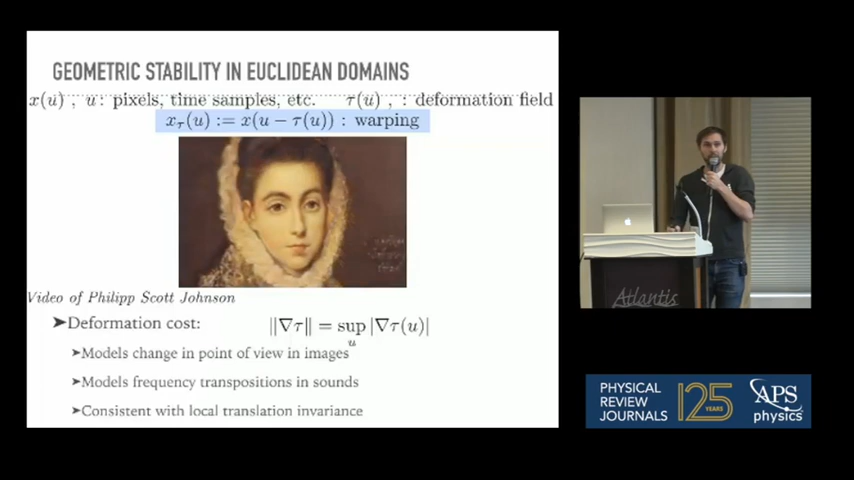 GEOMETRIC STABILITY IN EUCLIDEAN DOMAINS
x(u) , u : pixels, time samples, etc. τ(u) , : deformation field
x_τ(u) := x(u − τ(u)) : warping
Video of Philipp Scott Johnson
➤Deformation cost: ‖∇τ‖ = sup_u |∇τ(u)|
➤Models change in point of view in images
➤Models frequency transpositions in sounds
➤Consistent with local translation invariance
Atlantis
PHYSICAL
REVIEW
JOURNALS
125
YEARS
APS
physics